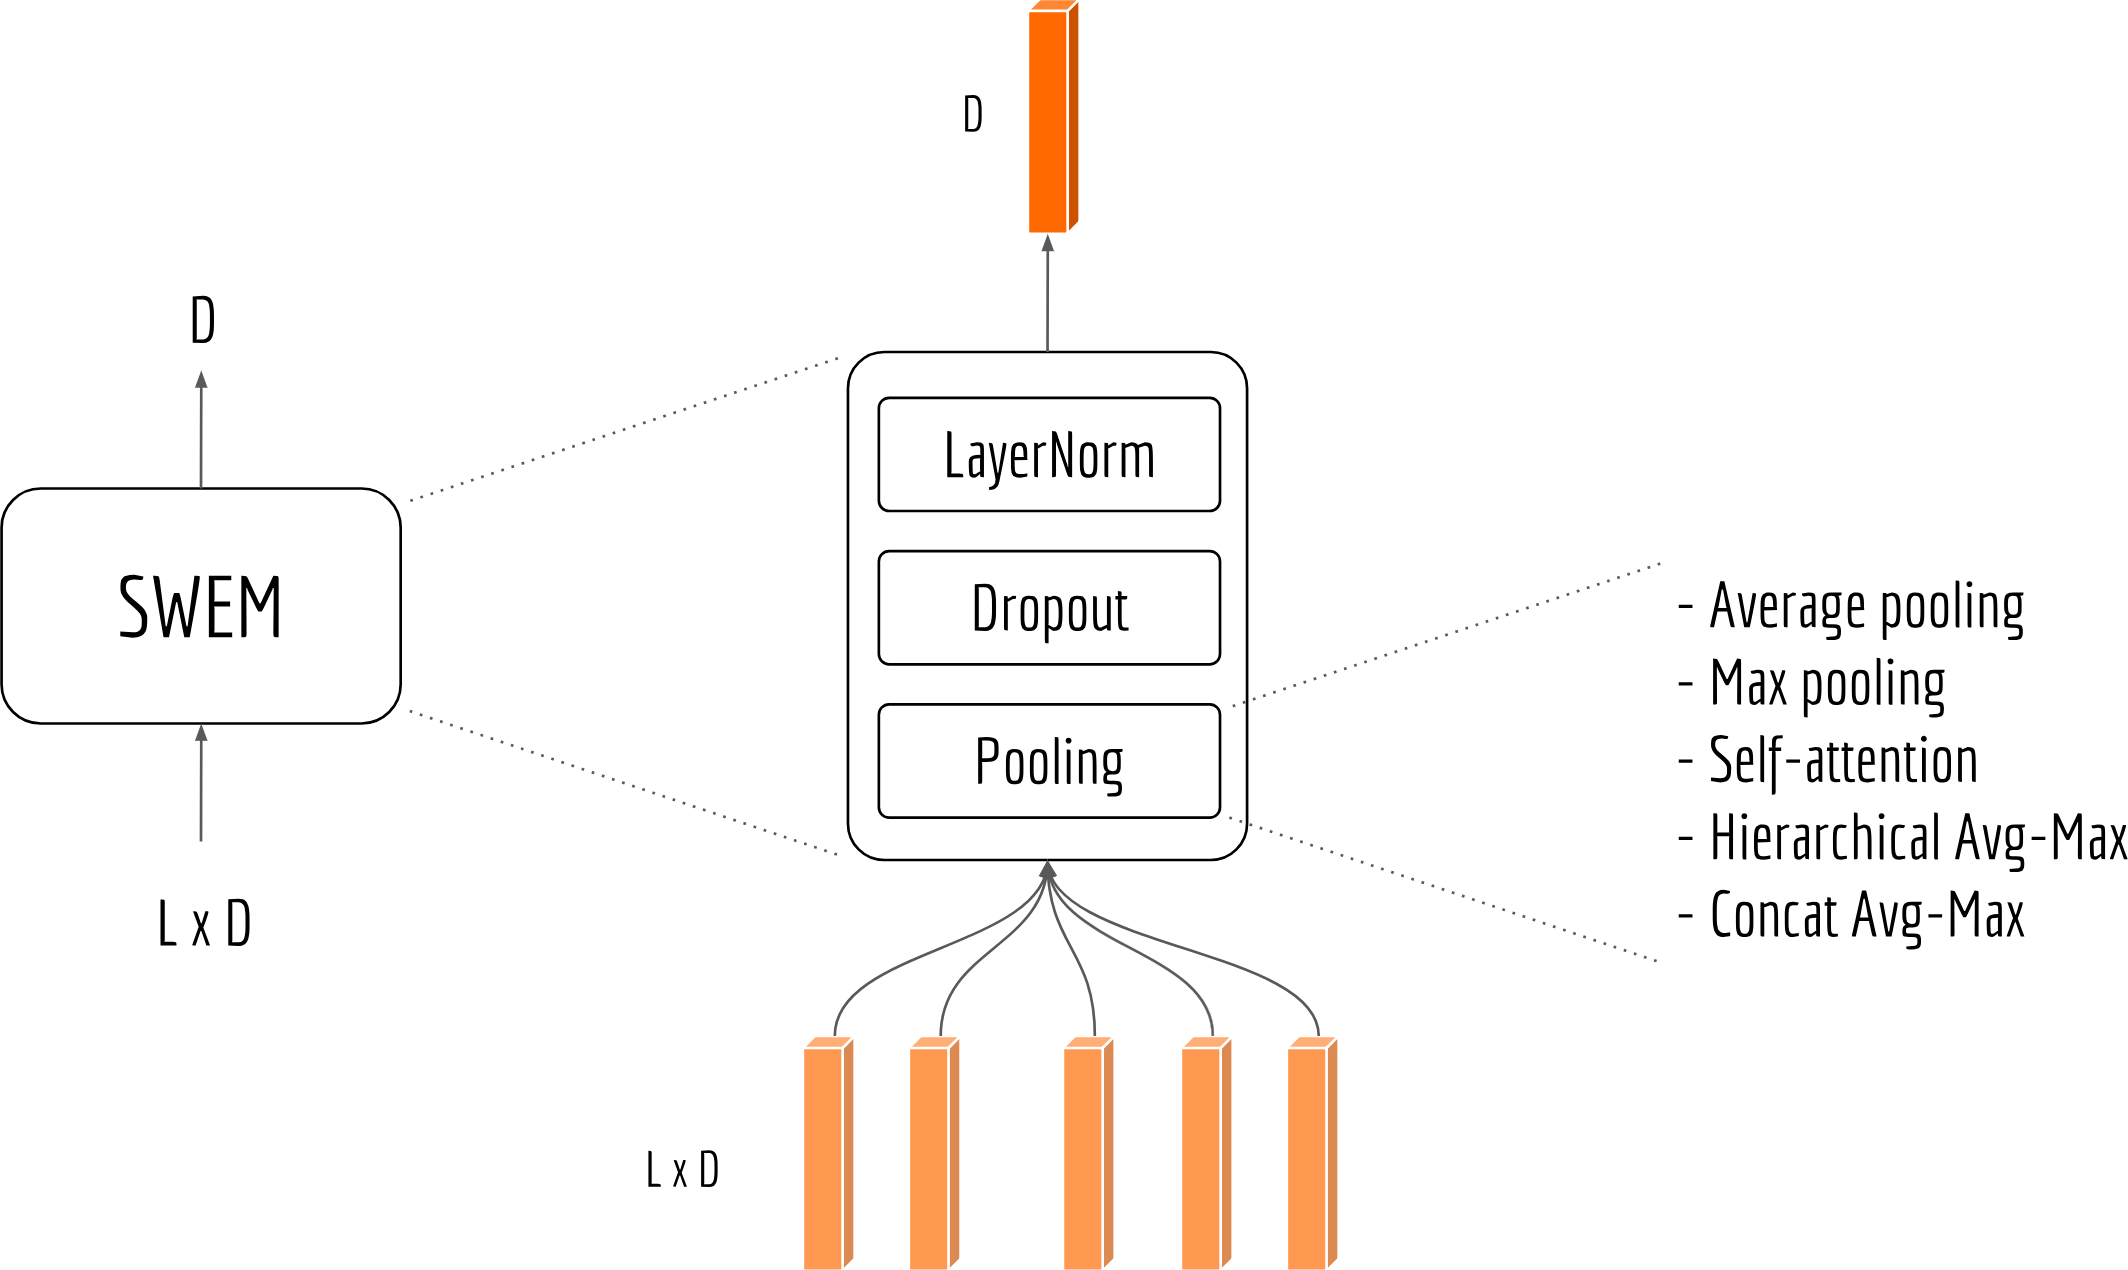 D
D
SWEM
L x D
LayerNorm
Dropout
Pooling
- Average pooling
- Max pooling
- Self-attention
- Hierarchical Avg-Max
- Concat Avg-Max
L x D